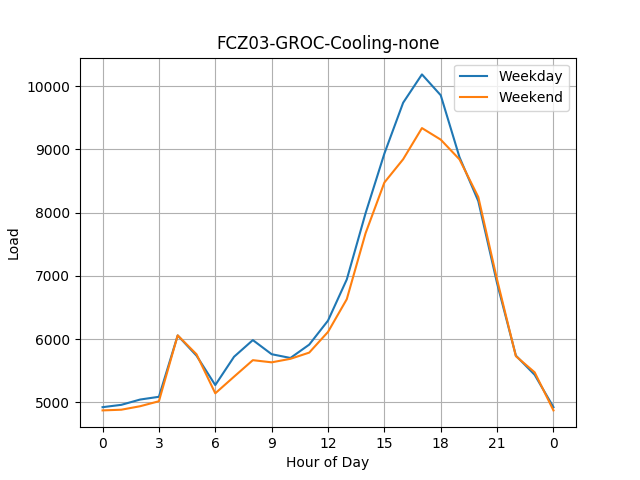 FCZ03-GROC-Cooling-none
Weekday
Weekend
10000
9000
8000
7000
6000
5000
Load
0 3 6 9 12 15 18 21 0
Hour of Day